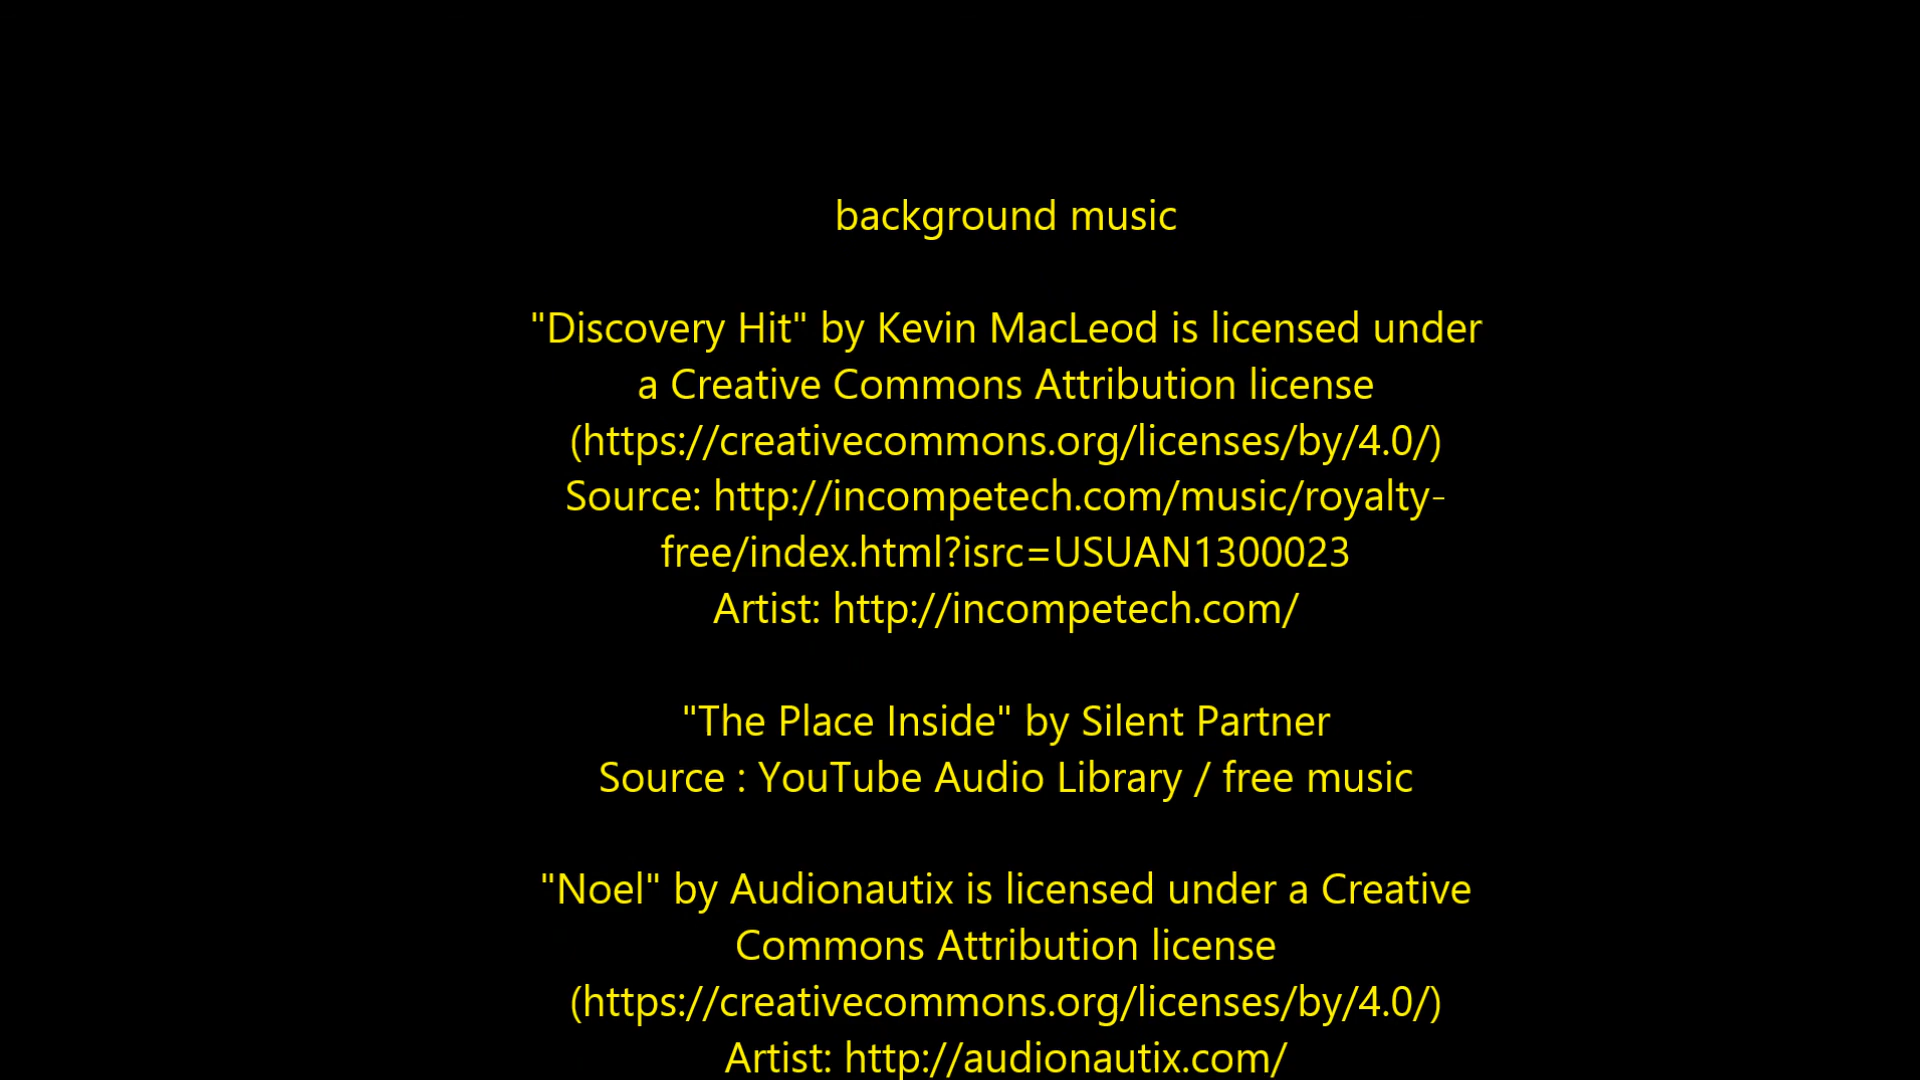 background music
"Discovery Hit" by Kevin MacLeod is licensed under
a Creative Commons Attribution license
(https://creativecommons.org/licenses/by/4.0/)
Source: http://incompetech.com/music/royalty-
free/index.html?isrc=USUAN1300023
Artist: http://incompetech.com/
"The Place Inside" by Silent Partner
Source : YouTube Audio Library / free music
"Noel" by Audionautix is licensed under a Creative
Commons Attribution license
(https://creativecommons.org/licenses/by/4.0/)
Artist: http://audionautix.com/